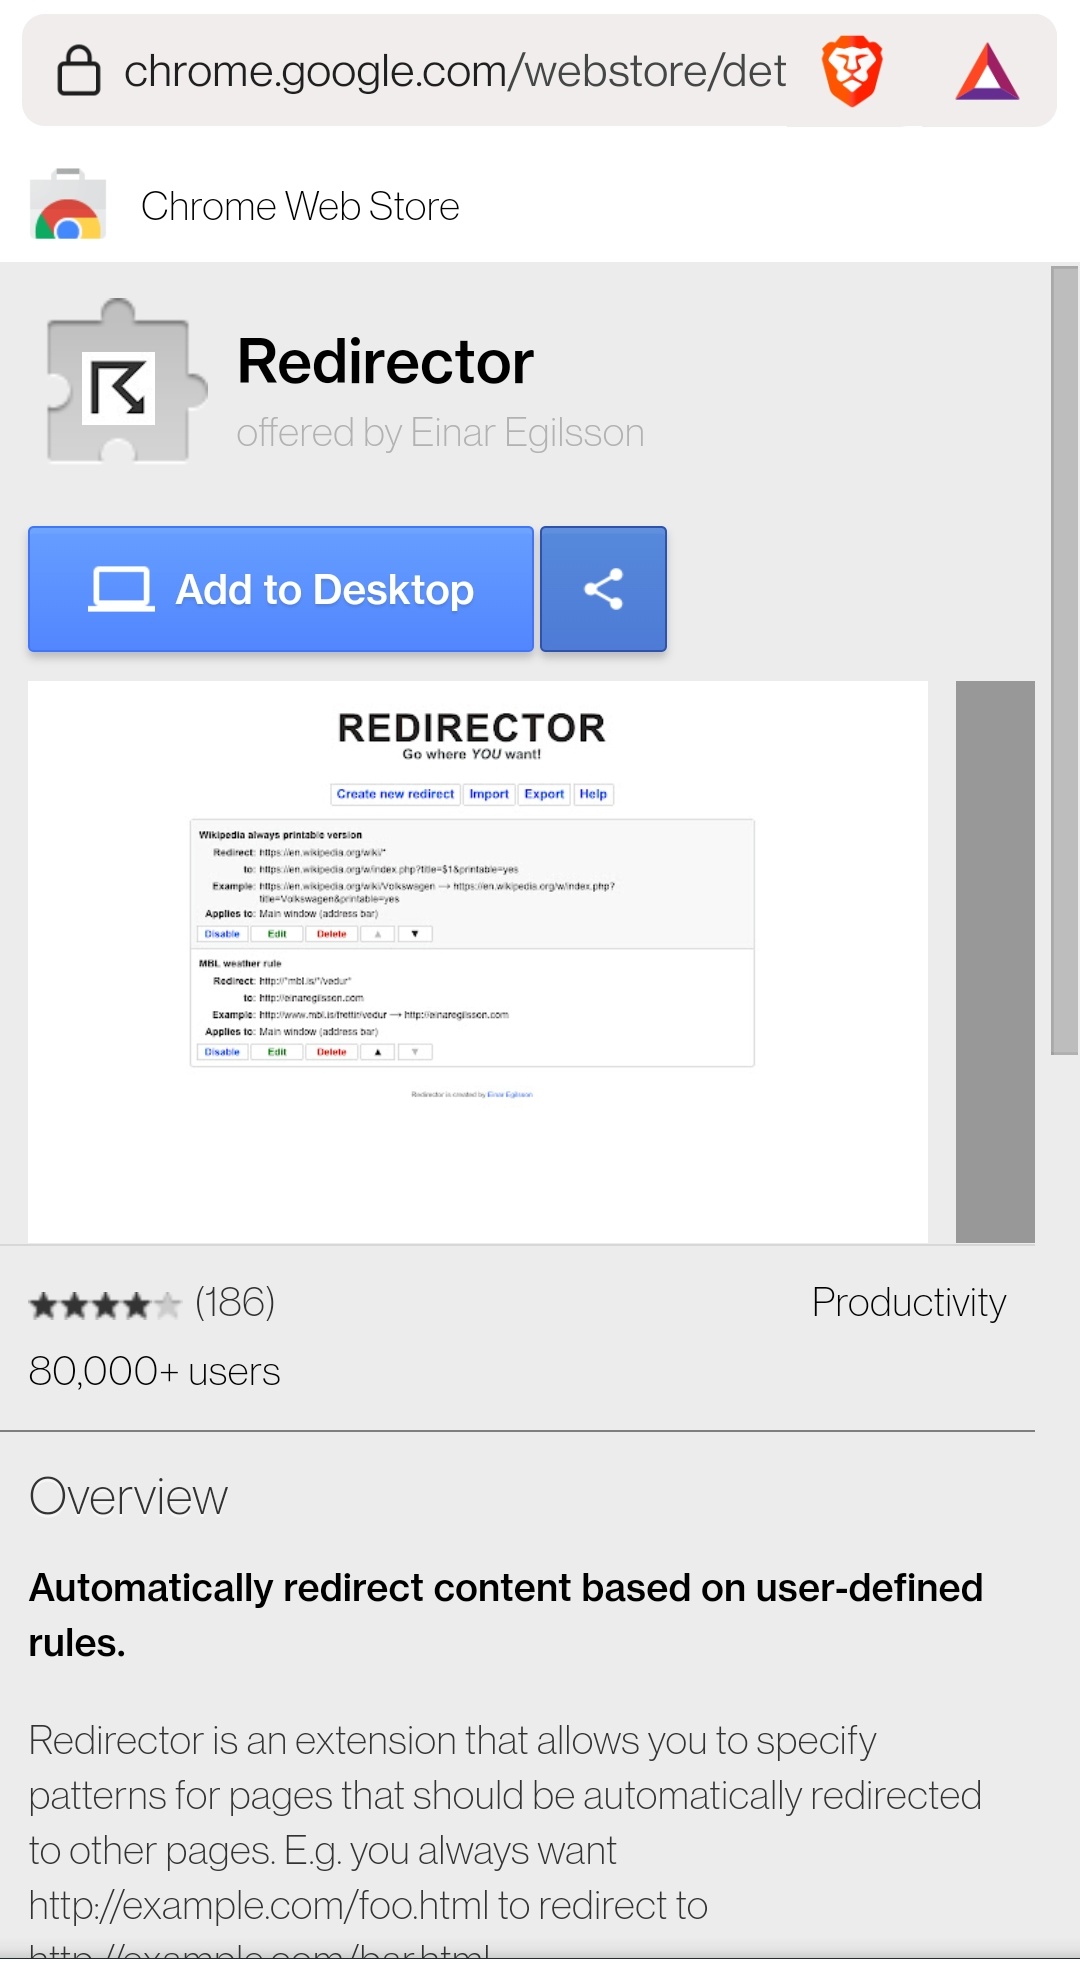 chrome.google.com/webstore/det
Chrome Web Store
Redirector
offered by Einar Egilsson
Add to Desktop
REDIRECTOR
Go where YOU want!
Create new redirect Import Export Help
Wikipedia always printable version
Redirect: https://en.wikipedia.org/wiki/*
to: https://en.wikipedia.org/w/index.php?title=$1&printable=yes
Example: https://en.wikipedia.org/wiki/Volkswagen → https://en.wikipedia.org/w/index.php?
title=Volkswagen&printable=yes
Applies to: Main window (address bar)
Disable Edit Delete ▲ ▼
MBL weather rule
Redirect: http://*mbl.is/*/vedur*
to: http://einaregilsson.com
Example: http://www.mbl.is/frettir/vedur → http://einaregilsson.com
Applies to: Main window (address bar)
Disable Edit Delete ▲ ▼
Redirector is created by Einar Egilsson
(186)
Productivity
80,000+ users
Overview
Automatically redirect content based on user-defined
rules.
Redirector is an extension that allows you to specify
patterns for pages that should be automatically redirected
to other pages. E.g. you always want
http://example.com/foo.html to redirect to
http://example.com/bar.html